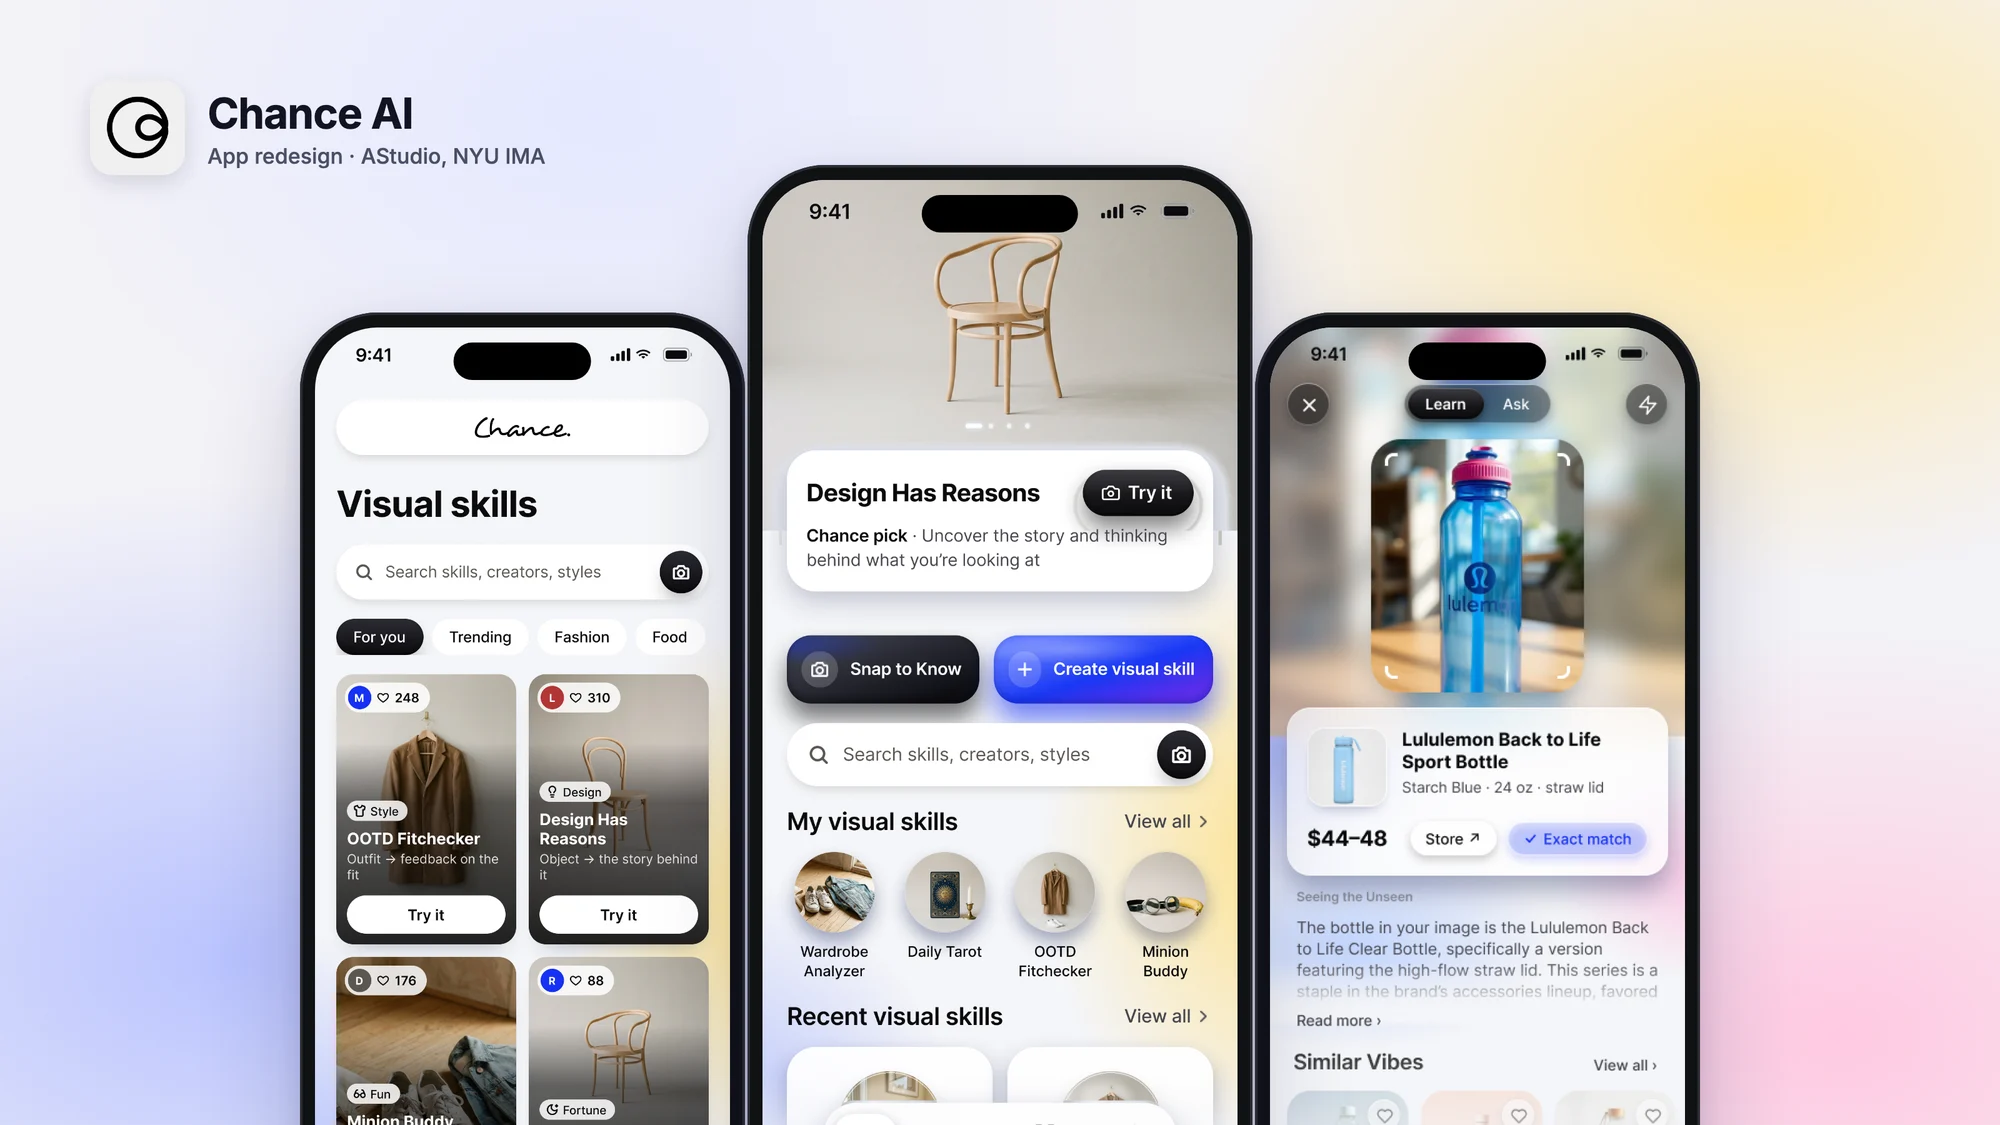 Chance AI
App redesign · AStudio, NYU IMA
9:41
Chance.
Visual skills
Search skills, creators, styles
For you
Trending
Fashion
Food
M
248
Style
OOTD Fitchecker
Outfit → feedback on the
fit
Try it
L
310
Design
Design Has
Reasons
Object → the story behind
it
Try it
D
176
Fun
Minion Buddy
R
88
Fortune
9:41
Design Has Reasons
Try it
Chance pick · Uncover the story and thinking
behind what you’re looking at
Snap to Know
Create visual skill
Search skills, creators, styles
My visual skills
View all >
Wardrobe
Analyzer
Daily Tarot
OOTD
Fitchecker
Minion
Buddy
Recent visual skills
View all >
9:41
Learn
Ask
lulem
Lululemon Back to Life
Sport Bottle
Starch Blue · 24 oz · straw lid
$44–48
Store ↗
✓ Exact match
Seeing the Unseen
The bottle in your image is the Lululemon Back
to Life Clear Bottle, specifically a version
featuring the high-flow straw lid. This series is a
staple in the brand’s accessories lineup, favored
Read more ›
Similar Vibes
View all ›